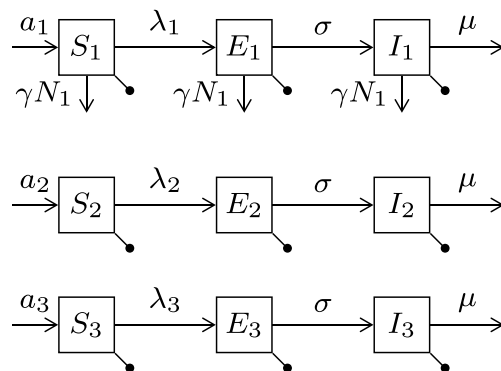 a₁ λ₁ σ μ
S₁ E₁ I₁
γN₁ γN₁ γN₁
a₂ λ₂ σ μ
S₂ E₂ I₂
a₃ λ₃ σ μ
S₃ E₃ I₃